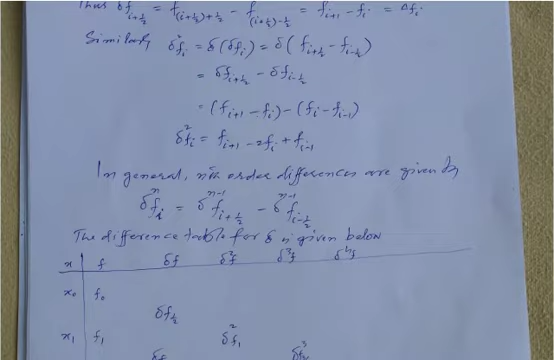 Thus δf_{i+1/2} = f_{(i+1/2)+1/2} - f_{(i+1/2)-1/2} = f_{i+1} - f_i = Δf_i
Similarly δ²f_i = δ(δf_i) = δ(f_{i+1/2} - f_{i-1/2})
= δf_{i+1/2} - δf_{i-1/2}
= (f_{i+1} - f_i) - (f_i - f_{i-1})
δ²f_i = f_{i+1} - 2f_i + f_{i-1}
In general, nth order differences are given by
δⁿf_i = δⁿ⁻¹f_{i+1/2} - δⁿ⁻¹f_{i-1/2}
The difference table for δ is given below
x f δf δ²f δ³f δ⁴f
x₀ f₀
δf_{1/2}
x₁ f₁ δ²f₁